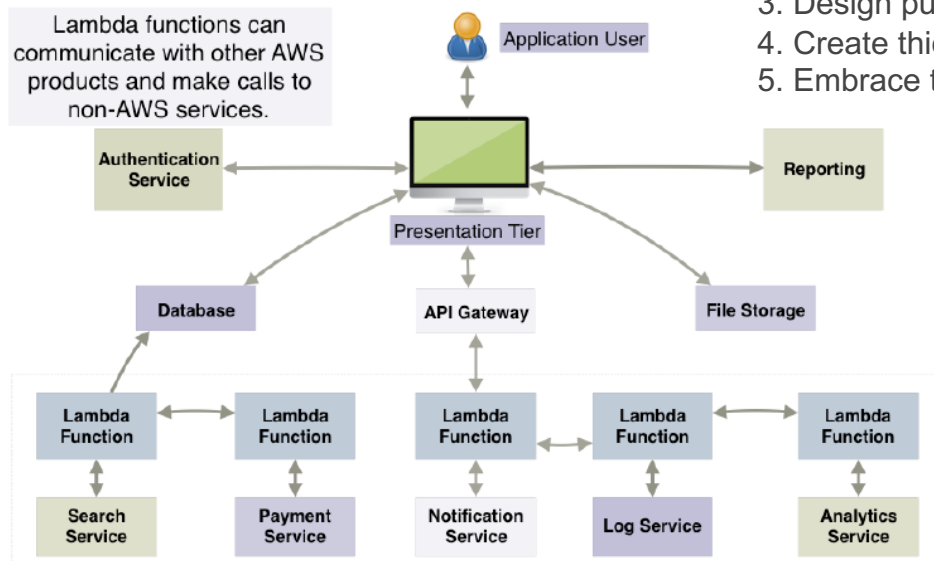 Lambda functions can
communicate with other AWS
products and make calls to
non-AWS services.
3. Design
4. Create
5. Embrace
Application User
Authentication
Service
Reporting
Presentation Tier
Database
API Gateway
File Storage
Lambda
Function
Lambda
Function
Lambda
Function
Lambda
Function
Lambda
Function
Search
Service
Payment
Service
Notification
Service
Log Service
Analytics
Service